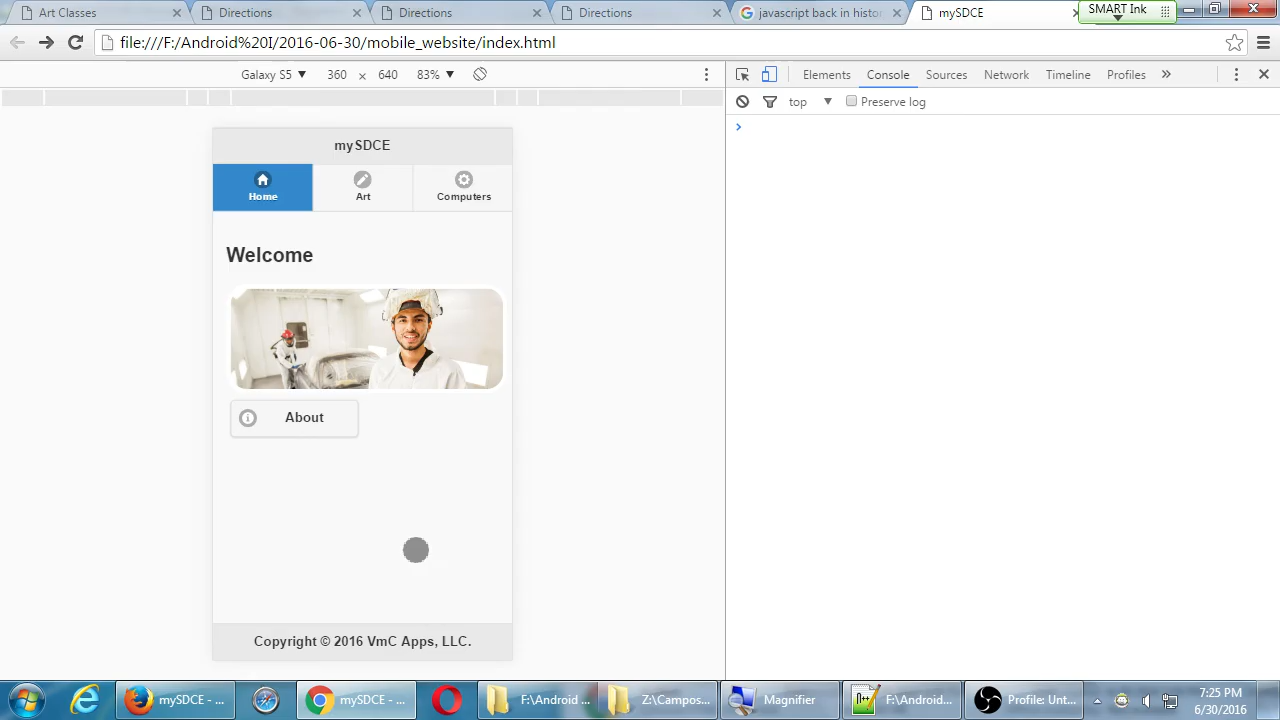 Art Classes
Directions
Directions
Directions
javascript back in histor
mySDCE
SMART Ink
file:///F:/Android%20I/2016-06-30/mobile_website/index.html
Galaxy S5 ▼ 360 × 640 83% ▼
Elements Console Sources Network Timeline Profiles »
top ▼ Preserve log
>
mySDCE
Home Art Computers
Welcome
About
Copyright © 2016 VmC Apps, LLC.
mySDCE - ...
mySDCE - ...
F:\Android ...
Z:\Campos...
Magnifier
F:\Android...
Profile: Unt...
7:25 PM
6/30/2016